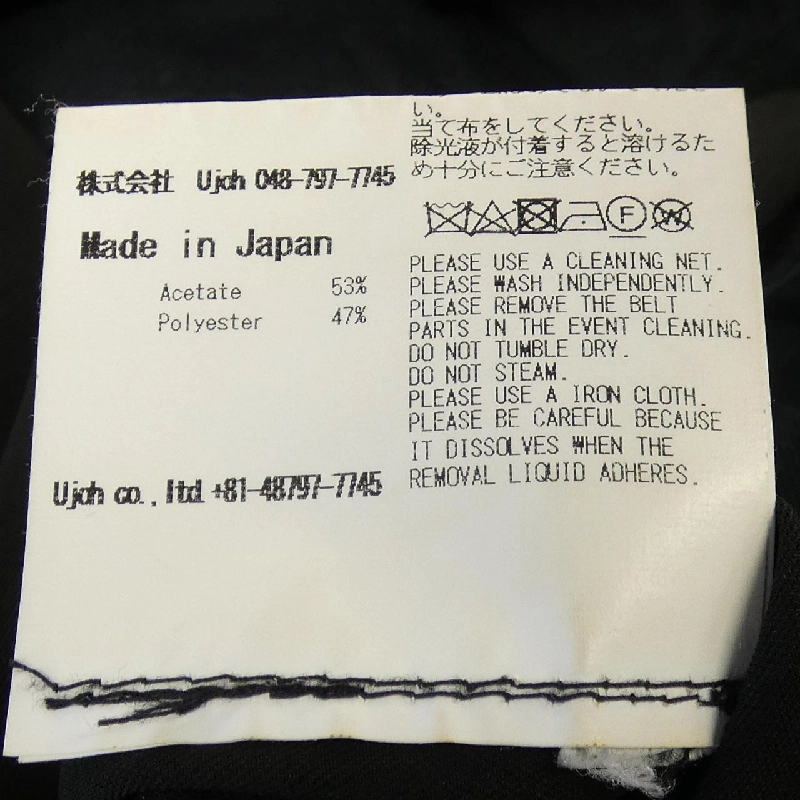 株式会社 Ujoh 048-797-7745
Made in Japan
Acetate 53%
Polyester 47%
Ujoh co., ltd. +81-48797-7745
い。
当て布をしてください。
除光液が付着すると溶けるた
め十分にご注意ください。
F
W
PLEASE USE A CLEANING NET.
PLEASE WASH INDEPENDENTLY.
PLEASE REMOVE THE BELT
PARTS IN THE EVENT CLEANING.
DO NOT TUMBLE DRY.
DO NOT STEAM.
PLEASE USE A IRON CLOTH.
PLEASE BE CAREFUL BECAUSE
IT DISSOLVES WHEN THE
REMOVAL LIQUID ADHERES.